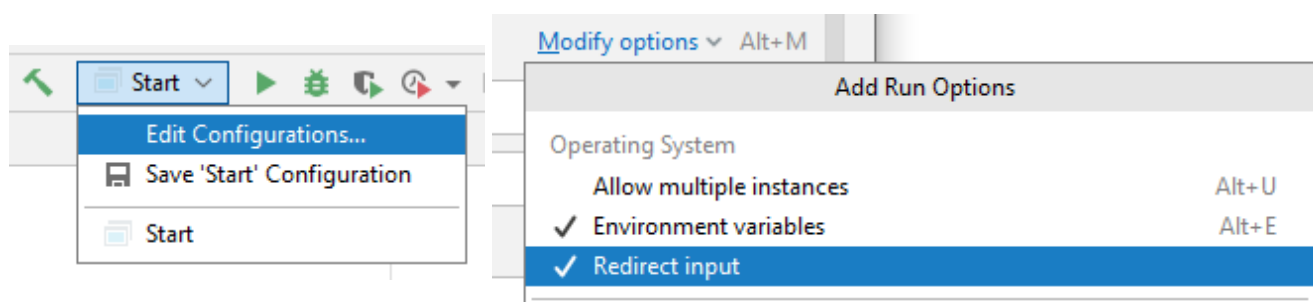 Start
Edit Configurations...
Save 'Start' Configuration
Start
Modify options Alt+M
Add Run Options
Operating System
Allow multiple instances Alt+U
Environment variables Alt+E
Redirect input